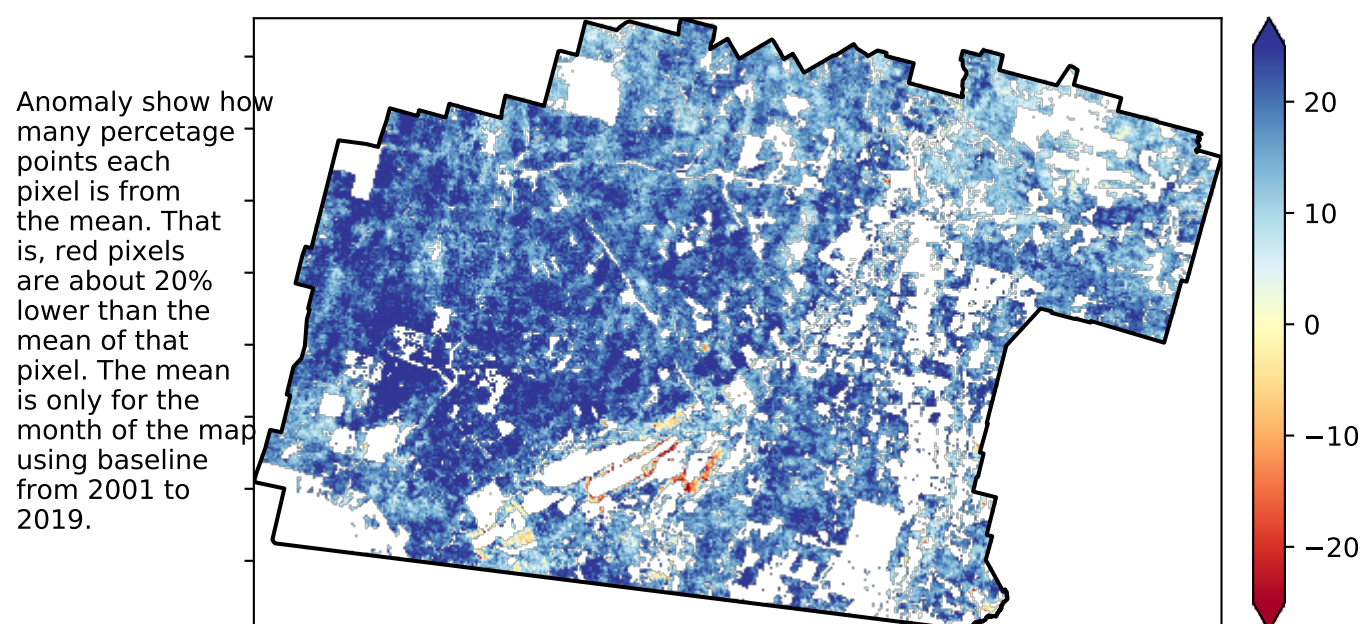 Anomaly show how
many percetage
points each
pixel is from
the mean. That
is, red pixels
are about 20%
lower than the
mean of that
pixel. The mean
is only for the
month of the map
using baseline
from 2001 to
2019.
20
10
0
−10
−20